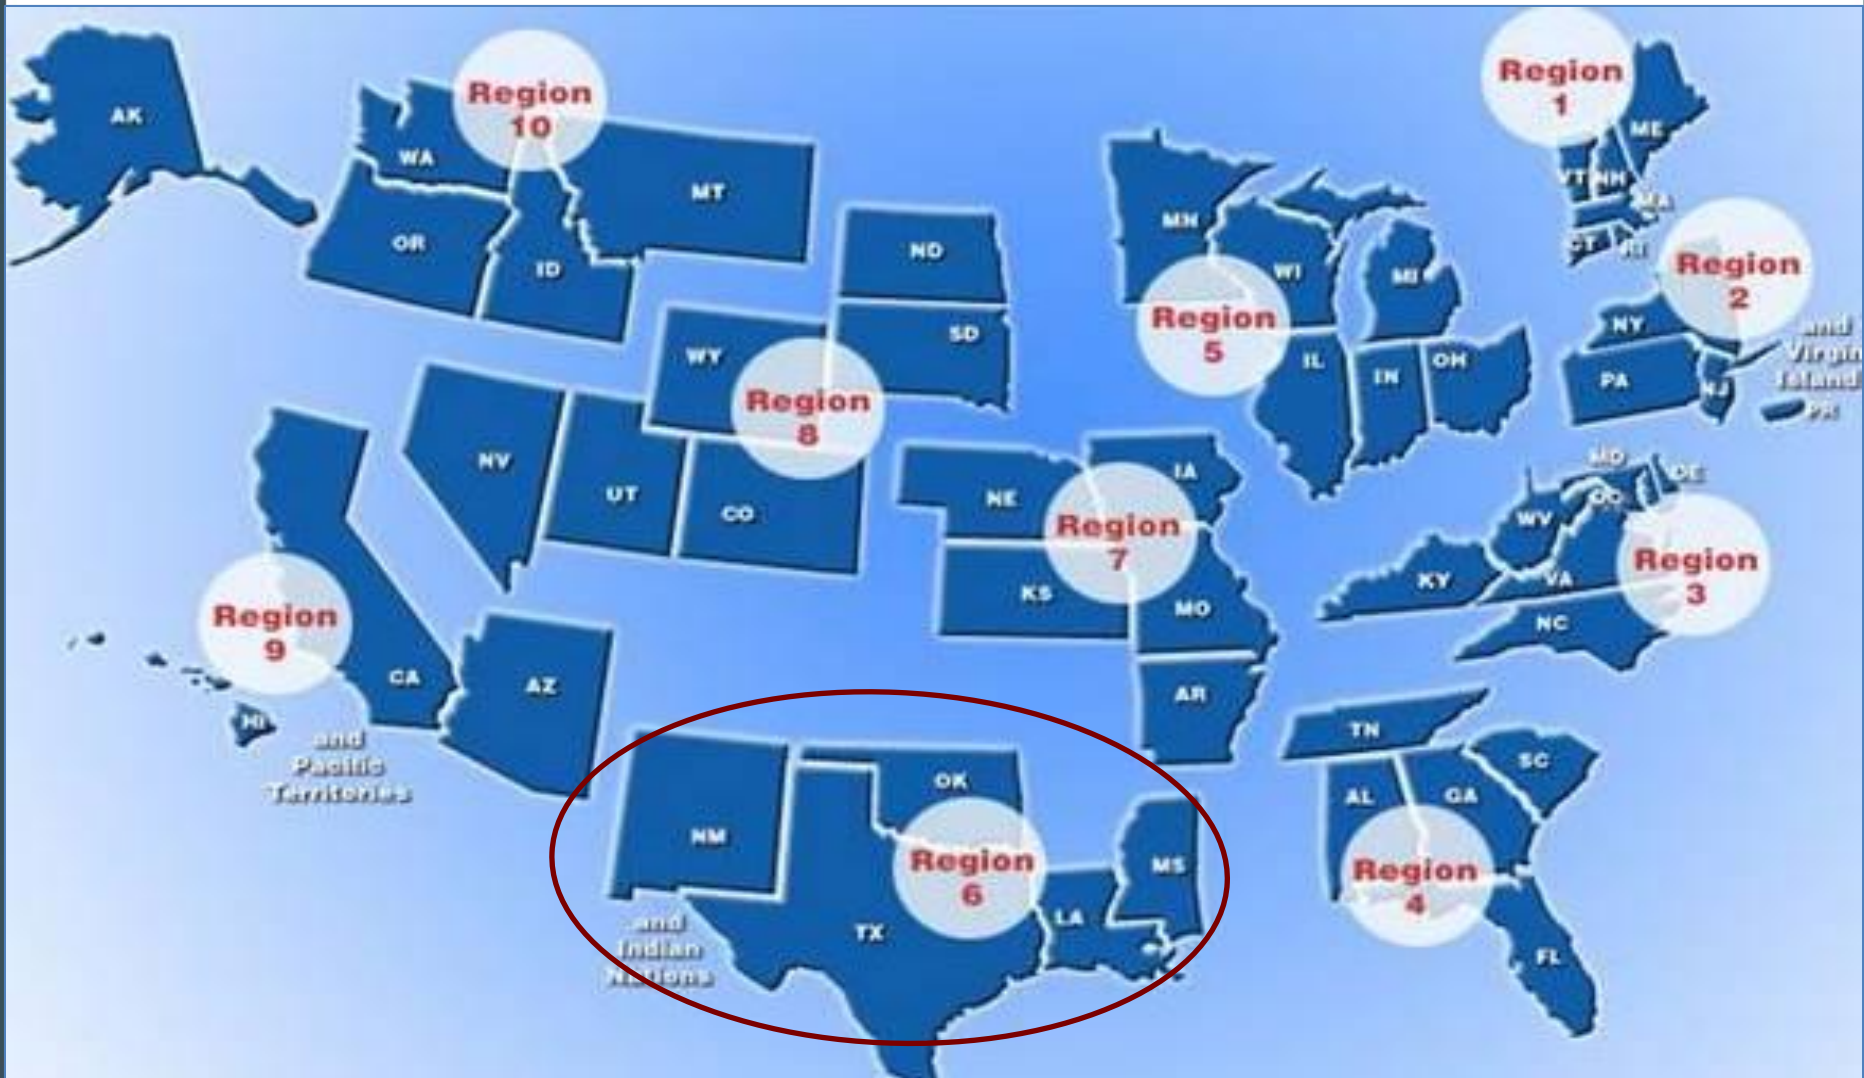 Region
1
Region
10
AK
ME
WA
VT
NH
MT
MA
MN
OR
CT
RI
ND
Region
2
ID
WI
MI
Region
5
NY
and
Virgin
Island
SD
WY
IL
OH
IN
PA
NJ
PR
Region
8
MD
DE
NV
IA
UT
NE
DC
CO
WV
Region
7
Region
3
KY
VA
KS
MO
Region
9
NC
CA
AZ
AR
HI
and
Pacific
Territories
TN
SC
OK
AL
GA
NM
Region
6
MS
Region
4
and
Indian
Nations
LA
TX
FL